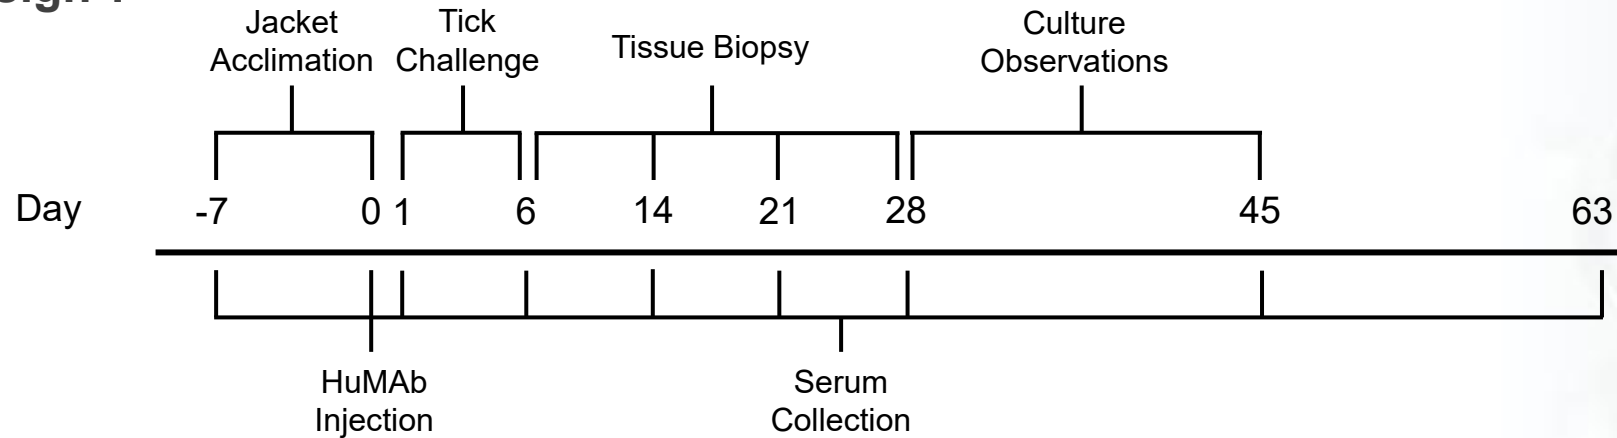 Jacket
Acclimation
Tick
Challenge
Tissue Biopsy
Culture
Observations
Day -7 0 1 6 14 21 28 45 63
HuMAb
Injection
Serum
Collection